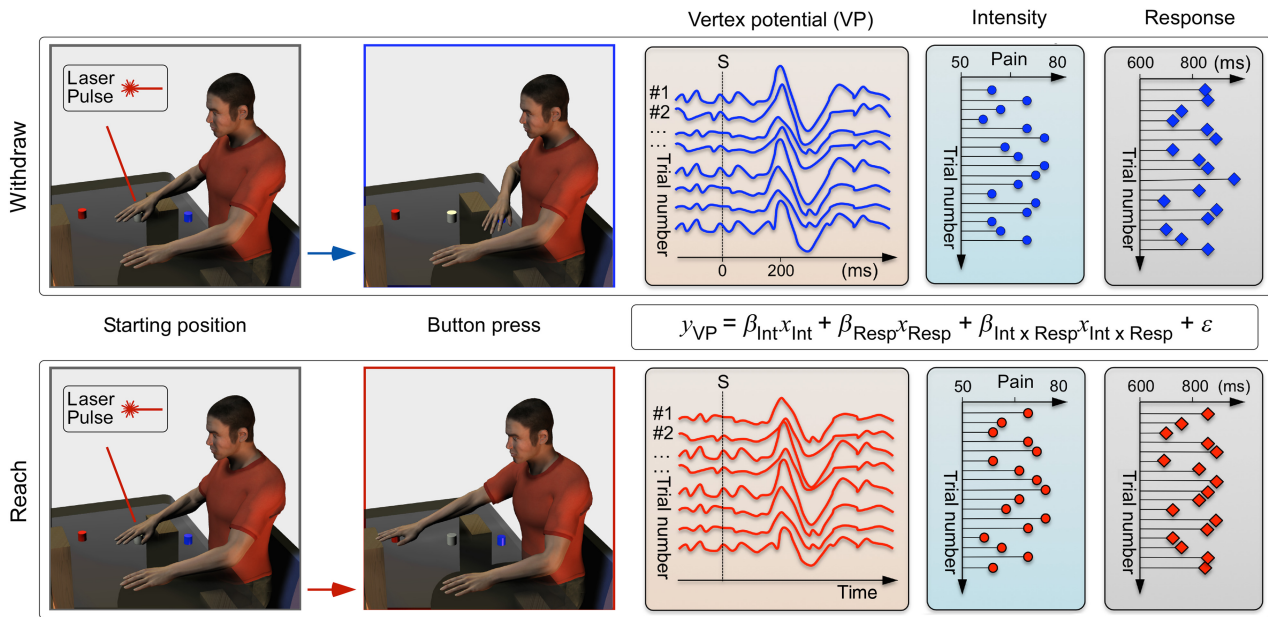 Vertex potential (VP) Intensity Response
Withdraw
Laser
Pulse
S
#1
#2
...
...
Trial number
0 200 (ms)
Pain
50 80
Trial number
600 800 (ms)
Trial number
Starting position Button press
y_VP = β_Int x_Int + β_Resp x_Resp + β_Int x Resp x_Int x Resp + ε
Reach
Laser
Pulse
S
#1
#2
...
...
Trial number
Time
50 Pain 80
Trial number
600 800 (ms)
Trial number